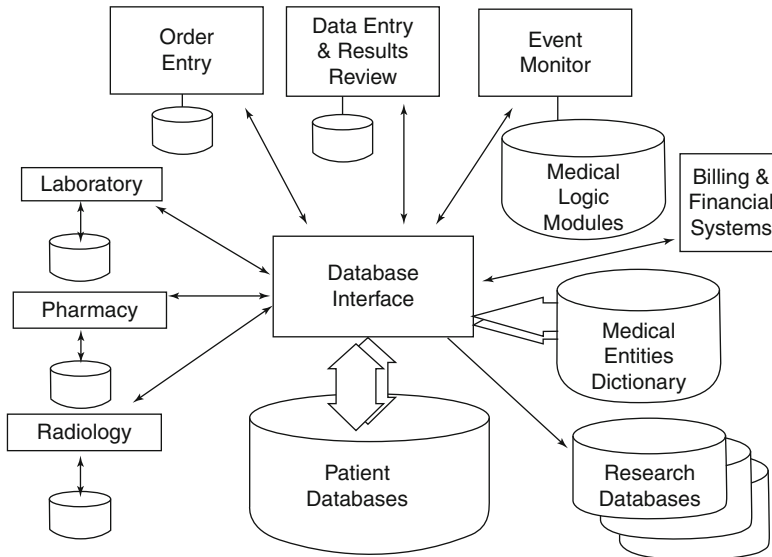 Order
Entry
Data Entry
& Results
Review
Event
Monitor
Laboratory
Medical
Logic
Modules
Billing &
Financial
Systems
Database
Interface
Pharmacy
Medical
Entities
Dictionary
Radiology
Patient
Databases
Research
Databases